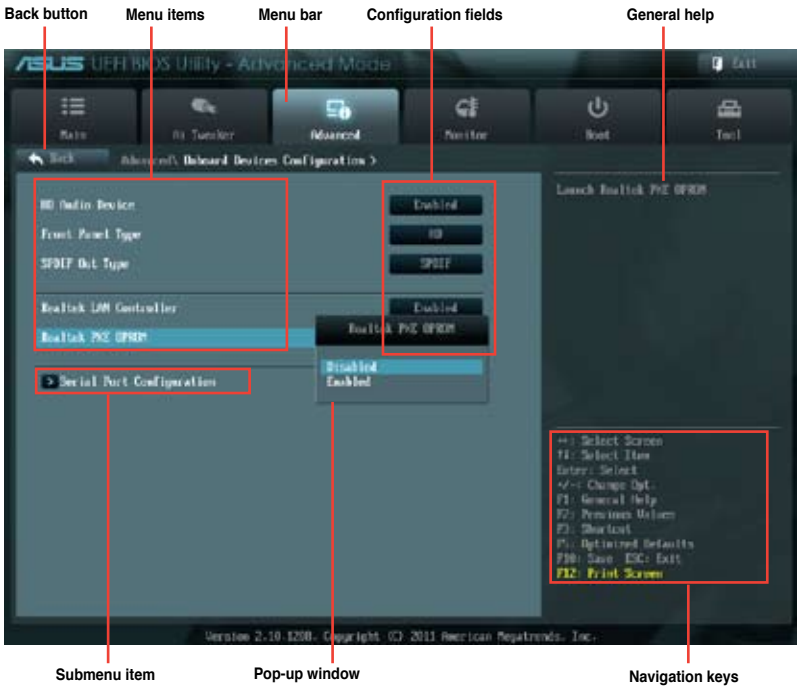 Back button
Menu items
Menu bar
Configuration fields
General help
ASUS UEFI BIOS Utility - Advanced Mode
Exit
Main
Ai Tweaker
Advanced
Monitor
Boot
Tool
Back
Advanced\ Onboard Devices Configuration >
HD Audio Device
Enabled
Front Panel Type
HD
SPDIF Out Type
SPDIF
Realtek LAN Controller
Enabled
Realtek PXE OPROM
Realtek PXE OPROM
Disabled
Enabled
Serial Port Configuration
Launch Realtek PXE OPROM
: Select Screen
: Select Item
Enter: Select
+/-: Change Opt.
F1: General Help
F2: Previous Values
F3: Shortcut
F5: Optimized Defaults
F10: Save ESC: Exit
F12: Print Screen
Version 2.10.1208. Copyright (C) 2011 American Megatrends, Inc.
Submenu item
Pop-up window
Navigation keys